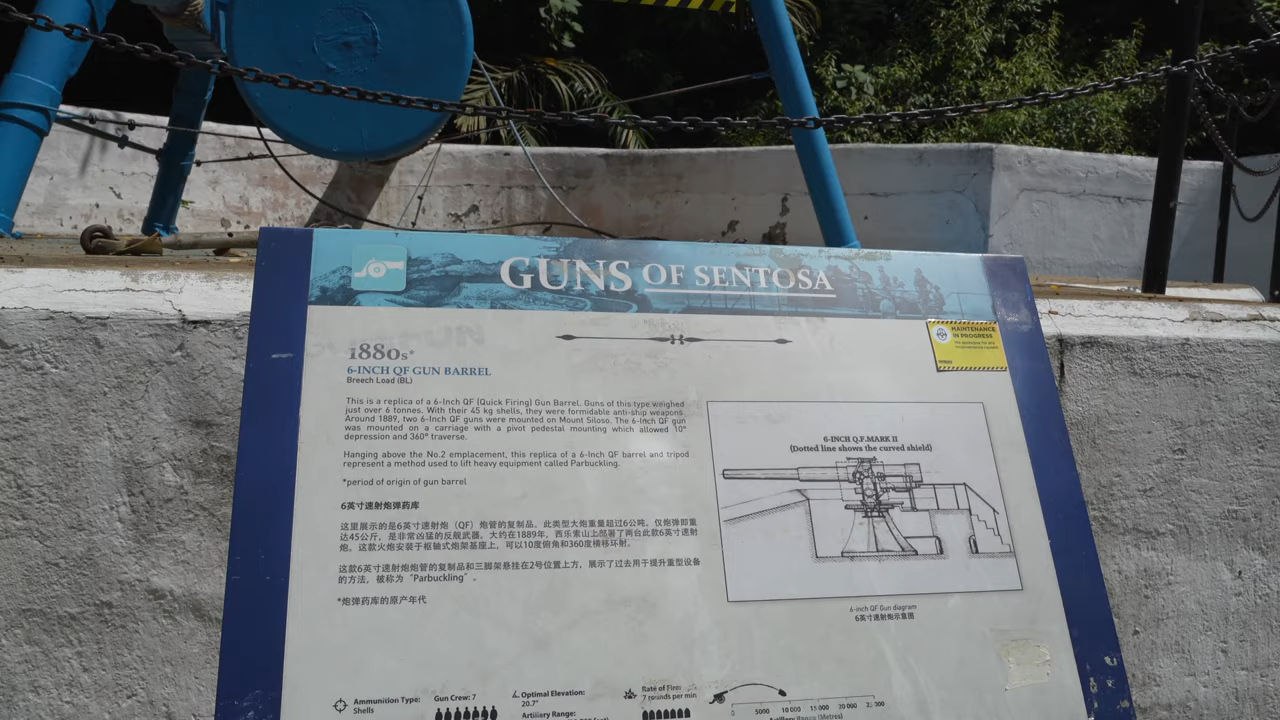 GUNS OF SENTOSA
MAINTENANCE
IN PROGRESS
We apologise for any
inconvenience caused
1880s*
6-INCH QF GUN BARREL
Breech Load (BL)
This is a replica of a 6-Inch QF (Quick Firing) Gun Barrel. Guns of this type weighed
just over 6 tonnes. With their 45 kg shells, they were formidable anti-ship weapons.
Around 1889, two 6-Inch QF guns were mounted on Mount Siloso. The 6-Inch QF gun
was mounted on a carriage with a pivot pedestal mounting which allowed 10°
depression and 360° traverse.
Hanging above the No.2 emplacement, this replica of a 6-Inch QF barrel and tripod
represent a method used to lift heavy equipment called Parbuckling.
*period of origin of gun barrel
6英寸速射炮弹药库
这里展示的是6英寸速射炮（QF）炮管的复制品。此类型大炮重量超过6公吨。仅炮弹即重
达45公斤，是非常凶猛的反舰武器。大约在1889年，西乐索山上部署了两台此款6英寸速射
炮。这款火炮安装于枢轴式炮架基座上，可以10度俯角和360度横移环射。
这款6英寸速射炮炮管的复制品和三脚架悬挂在2号位置上方，展示了过去用于提升重型设备
的方法，被称为“Parbuckling”。
*炮弹药库的原产年代
6-INCH Q.F.MARK II
(Dotted line shows the curved shield)
6-inch QF Gun diagram
6英寸速射炮示意图
Ammunition Type:
Shells
Gun Crew: 7
Optimal Elevation:
20.7°
Artillery Range:
Rate of Firm
7 rounds per min
0 5000 10 000 15 000 20 000
Artillery Range (Metres)